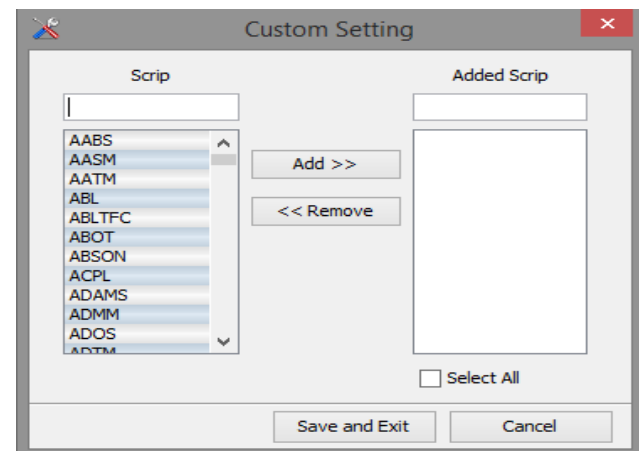 Custom Setting
Scrip
Added Scrip
AABS
AASM
AATM
ABL
ABLTFC
ABOT
ABSON
ACPL
ADAMS
ADMM
ADOS
ADTM
Add >>
<< Remove
Select All
Save and Exit
Cancel